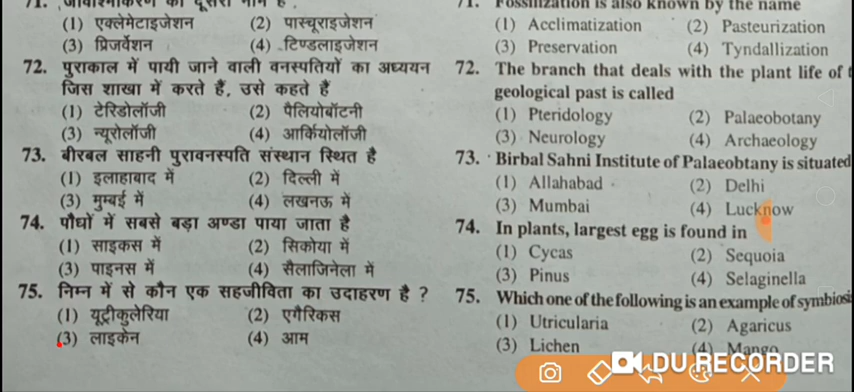 71. जीवाश्मीकरण का दूसरा नाम है
(1) एक्लेमेटाइजेशन (2) पास्चूराइजेशन
(3) प्रिजर्वेशन (4) टिण्डलाइजेशन
72. पुराकाल में पायी जाने वाली वनस्पतियों का अध्ययन
जिस शाखा में करते हैं, उसे कहते हैं
(1) टेरिडोलॉजी (2) पैलियोबॉटनी
(3) न्यूरोलॉजी (4) आर्कियोलॉजी
73. बीरबल साहनी पुरावनस्पति संस्थान स्थित है
(1) इलाहाबाद में (2) दिल्ली में
(3) मुम्बई में (4) लखनऊ में
74. पौधों में सबसे बड़ा अण्डा पाया जाता है
(1) साइकस में (2) सिकोया में
(3) पाइनस में (4) सैलाजिनेला में
75. निम्न में से कौन एक सहजीविता का उदाहरण है ?
(1) यूट्रीकुलेरिया (2) एगैरिकस
(3) लाइकेन (4) आम
71. Fossilization is also known by the name
(1) Acclimatization (2) Pasteurization
(3) Preservation (4) Tyndallization
72. The branch that deals with the plant life of
geological past is called
(1) Pteridology (2) Palaeobotany
(3) Neurology (4) Archaeology
73. Birbal Sahni Institute of Palaeobtany is situated
(1) Allahabad (2) Delhi
(3) Mumbai (4) Lucknow
74. In plants, largest egg is found in
(1) Cycas (2) Sequoia
(3) Pinus (4) Selaginella
75. Which one of the following is an example of symbiosi
(1) Utricularia (2) Agaricus
(3) Lichen (4) Mango
DU RECORDER